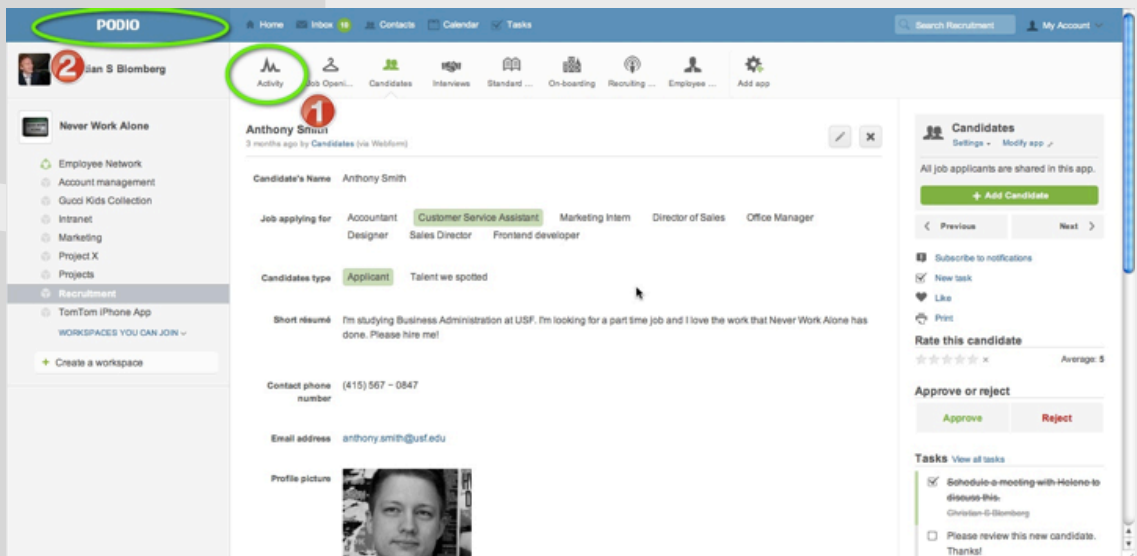 PODIO
Home Inbox 10 Contacts Calendar Tasks
Search Recruitment My Account
2 ian S Blomberg
Activity Job Openi... Candidates Interviews Standard ... On-boarding Recruiting ... Employee ... Add app
1
Never Work Alone
Employee Network
Account management
Gucci Kids Collection
Intranet
Marketing
Project X
Projects
Recruitment
TomTom iPhone App
WORKSPACES YOU CAN JOIN
+ Create a workspace
Anthony Smith
3 months ago by Candidates (via Webform)
Candidate's Name Anthony Smith
Job applying for Accountant Customer Service Assistant Marketing Intern Director of Sales Office Manager
Designer Sales Director Frontend developer
Candidates type Applicant Talent we spotted
Short résumé I'm studying Business Administration at USF. I'm looking for a part time job and I love the work that Never Work Alone has
done. Please hire me!
Contact phone (415) 567 – 0847
number
Email address anthony.smith@usf.edu
Profile picture
Candidates
Settings Modify app
All job applicants are shared in this app.
+ Add Candidate
Previous Next
Subscribe to notifications
New task
Like
Print
Rate this candidate
× Average: 5
Approve or reject
Approve Reject
Tasks View all tasks
Schedule a meeting with Helene to
discuss this.
Christian S Blomberg
Please review this new candidate.
Thanks!